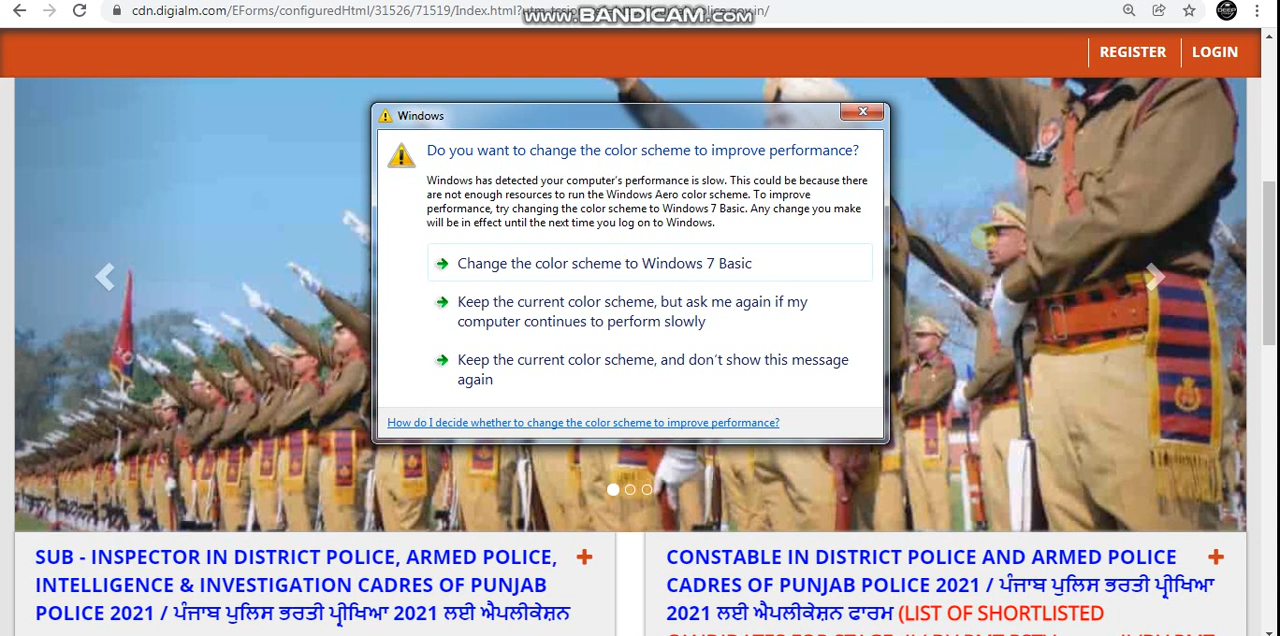 cdn.digialm.com/EForms/configuredHtml/31526/71519/Index.html?
www.BANDICAM.com
REGISTER
LOGIN
Windows
Do you want to change the color scheme to improve performance?
Windows has detected your computer's performance is slow. This could be because there
are not enough resources to run the Windows Aero color scheme. To improve
performance, try changing the color scheme to Windows 7 Basic. Any change you make
will be in effect until the next time you log on to Windows.
Change the color scheme to Windows 7 Basic
Keep the current color scheme, but ask me again if my
computer continues to perform slowly
Keep the current color scheme, and don't show this message
again
How do I decide whether to change the color scheme to improve performance?
SUB - INSPECTOR IN DISTRICT POLICE, ARMED POLICE,
INTELLIGENCE & INVESTIGATION CADRES OF PUNJAB
POLICE 2021 / ਪੰਜਾਬ ਪੁਲਿਸ ਭਰਤੀ ਪ੍ਰੀਖਿਆ 2021 ਲਈ ਐਪਲੀਕੇਸ਼ਨ
CONSTABLE IN DISTRICT POLICE AND ARMED POLICE
CADRES OF PUNJAB POLICE 2021 / ਪੰਜਾਬ ਪੁਲਿਸ ਭਰਤੀ ਪ੍ਰੀਖਿਆ
2021 ਲਈ ਐਪਲੀਕੇਸ਼ਨ ਫਾਰਮ (LIST OF SHORTLISTED